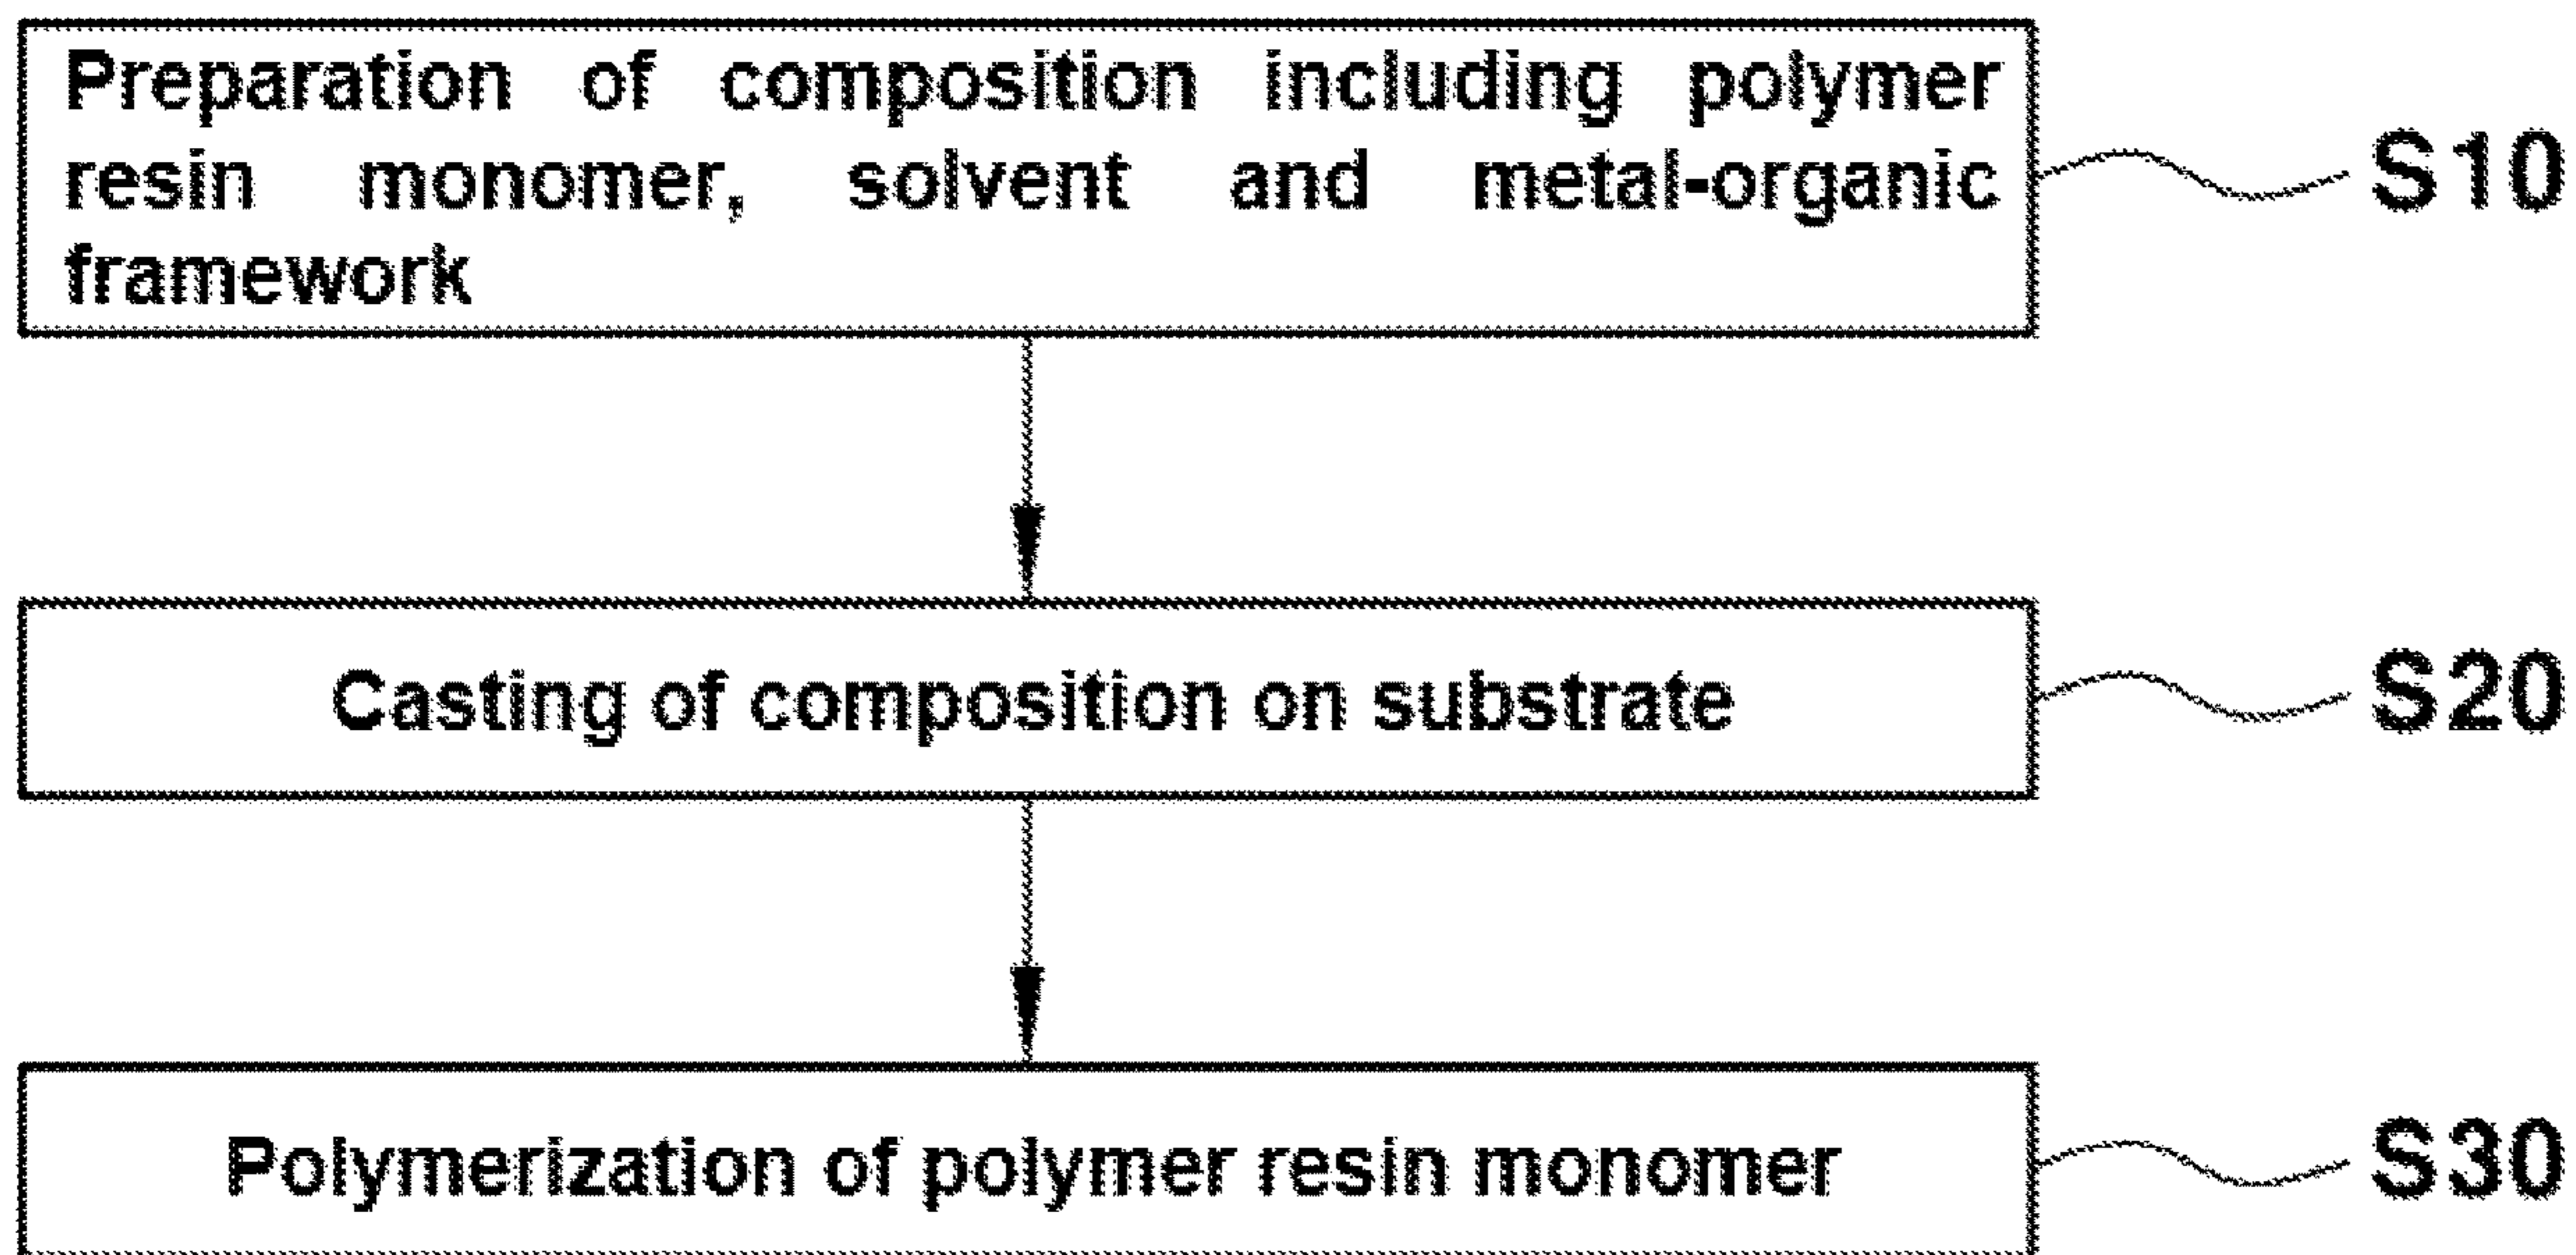 Preparation of composition including polymer
resin monomer, solvent and metal-organic
framework
S10
Casting of composition on substrate
S20
Polymerization of polymer resin monomer
S30